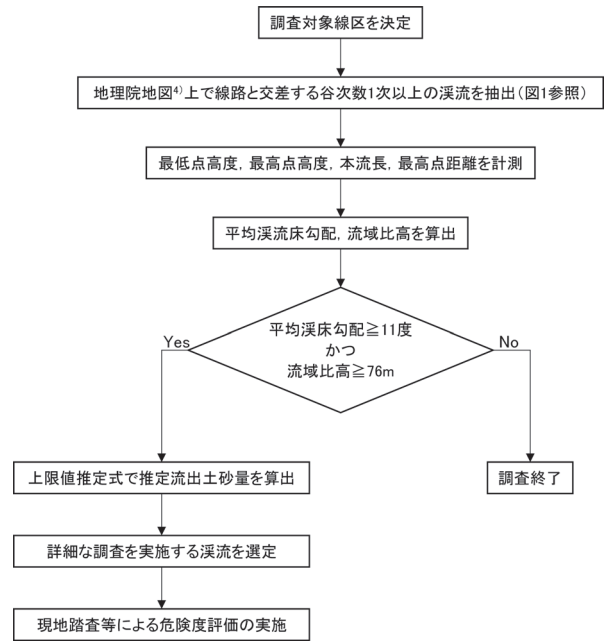 調査対象線区を決定
地理院地図4)上で線路と交差する谷次数1次以上の渓流を抽出(図1参照)
最低点高度, 最高点高度, 本流長, 最高点距離を計測
平均渓流床勾配, 流域比高を算出
平均渓床勾配≧11度
かつ
流域比高≧76m
Yes
No
上限値推定式で推定流出土砂量を算出
調査終了
詳細な調査を実施する渓流を選定
現地踏査等による危険度評価の実施